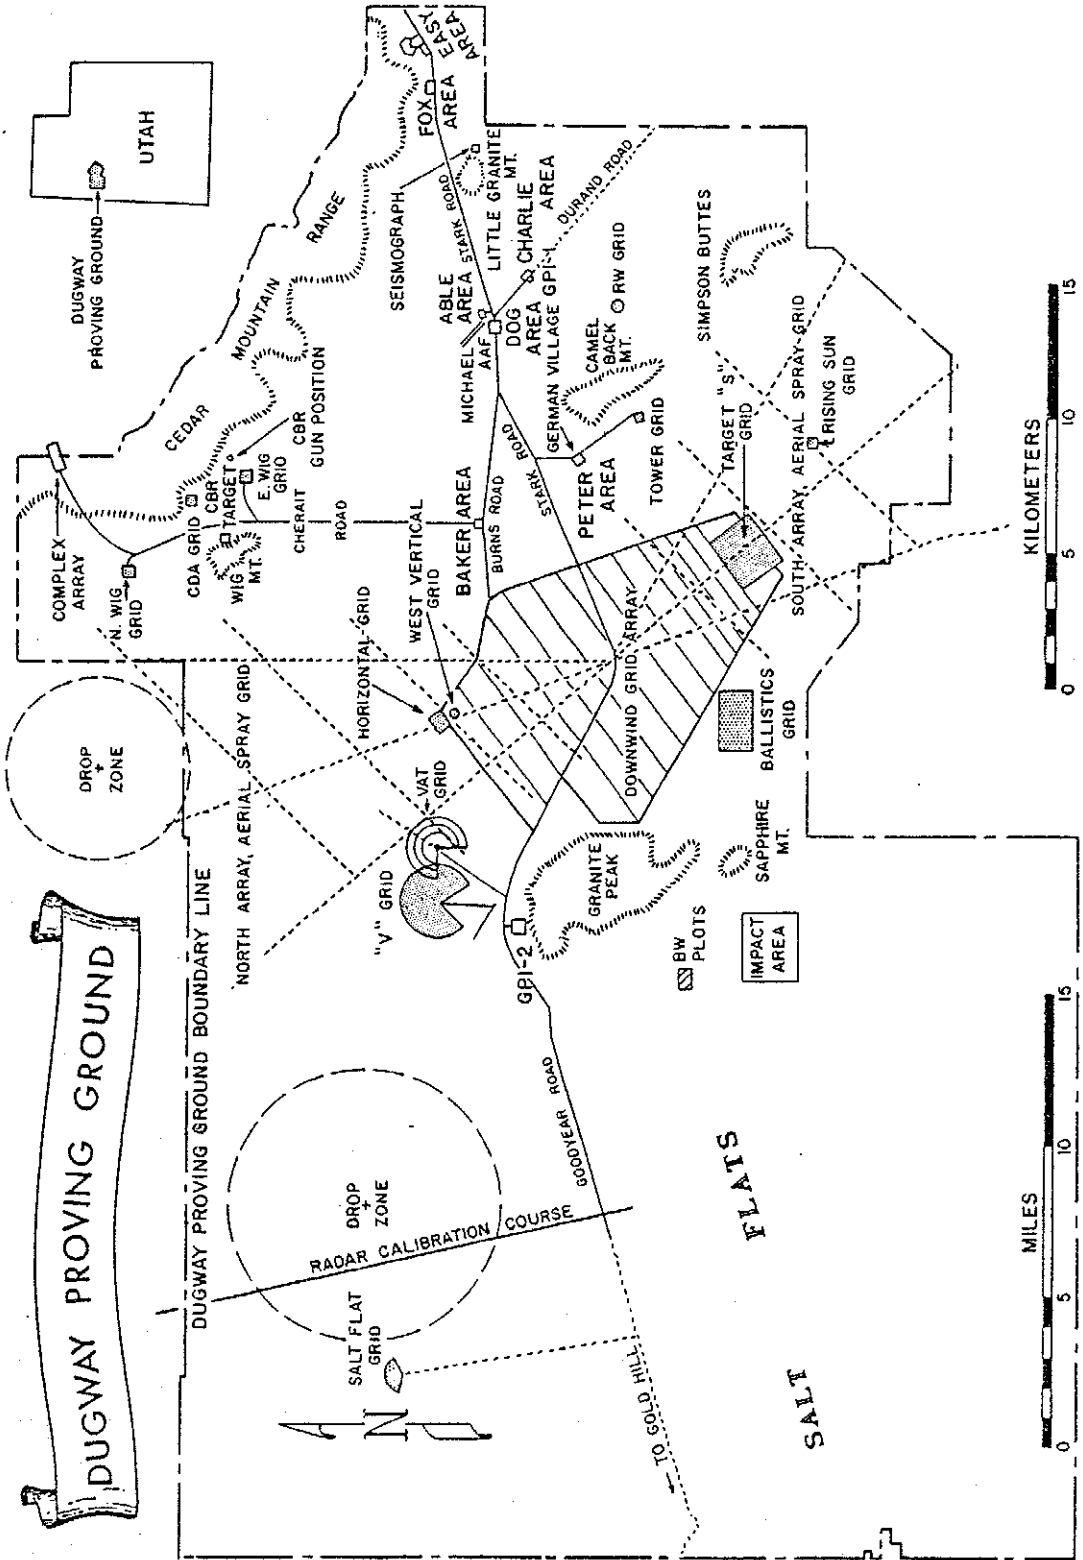 DUGWAY PROVING GROUND
DUGWAY
PROVING GROUND
UTAH
DUGWAY PROVING GROUND BOUNDARY LINE
DROP
ZONE
COMPLEX
ARRAY
N. WIG
GRID
CDA GRID
CBR
TARGET
WIG
MT.
E. WIG
GRID
CBR
GUN POSITION
CHERAIT
ROAD
CEDAR
MOUNTAIN
RANGE
NORTH ARRAY, AERIAL SPRAY GRID
DROP
ZONE
RADAR CALIBRATION COURSE
SALT FLAT
GRID
N
HORIZONTAL-GRID
WEST VERTICAL
GRID
VAT
GRID
"V" GRID
BAKER AREA
BURNS ROAD
STARK
ROAD
SEISMOGRAPH
EASY
AREA
FOX
AREA
STARK ROAD
LITTLE GRANITE
MT.
ABLE
AREA
MICHAEL
AAF
DOG
AREA
CHARLIE
AREA
GPI-1
DURAND ROAD
GERMAN VILLAGE
CAMEL
BACK
MT.
RW GRID
PETER
AREA
TOWER GRID
SIMPSON BUTTES
TARGET "S"
GRID
SOUTH ARRAY, AERIAL SPRAY-GRID
RISING SUN
GRID
DOWNWIND GRID ARRAY
BALLISTICS
GRID
GPI-2
GRANITE
PEAK
SAPPHIRE
MT.
BW
PLOTS
IMPACT
AREA
GOODYEAR ROAD
TO GOLD HILL
SALT FLATS
MILES
0 5 10 15
KILOMETERS
0 5 10 15